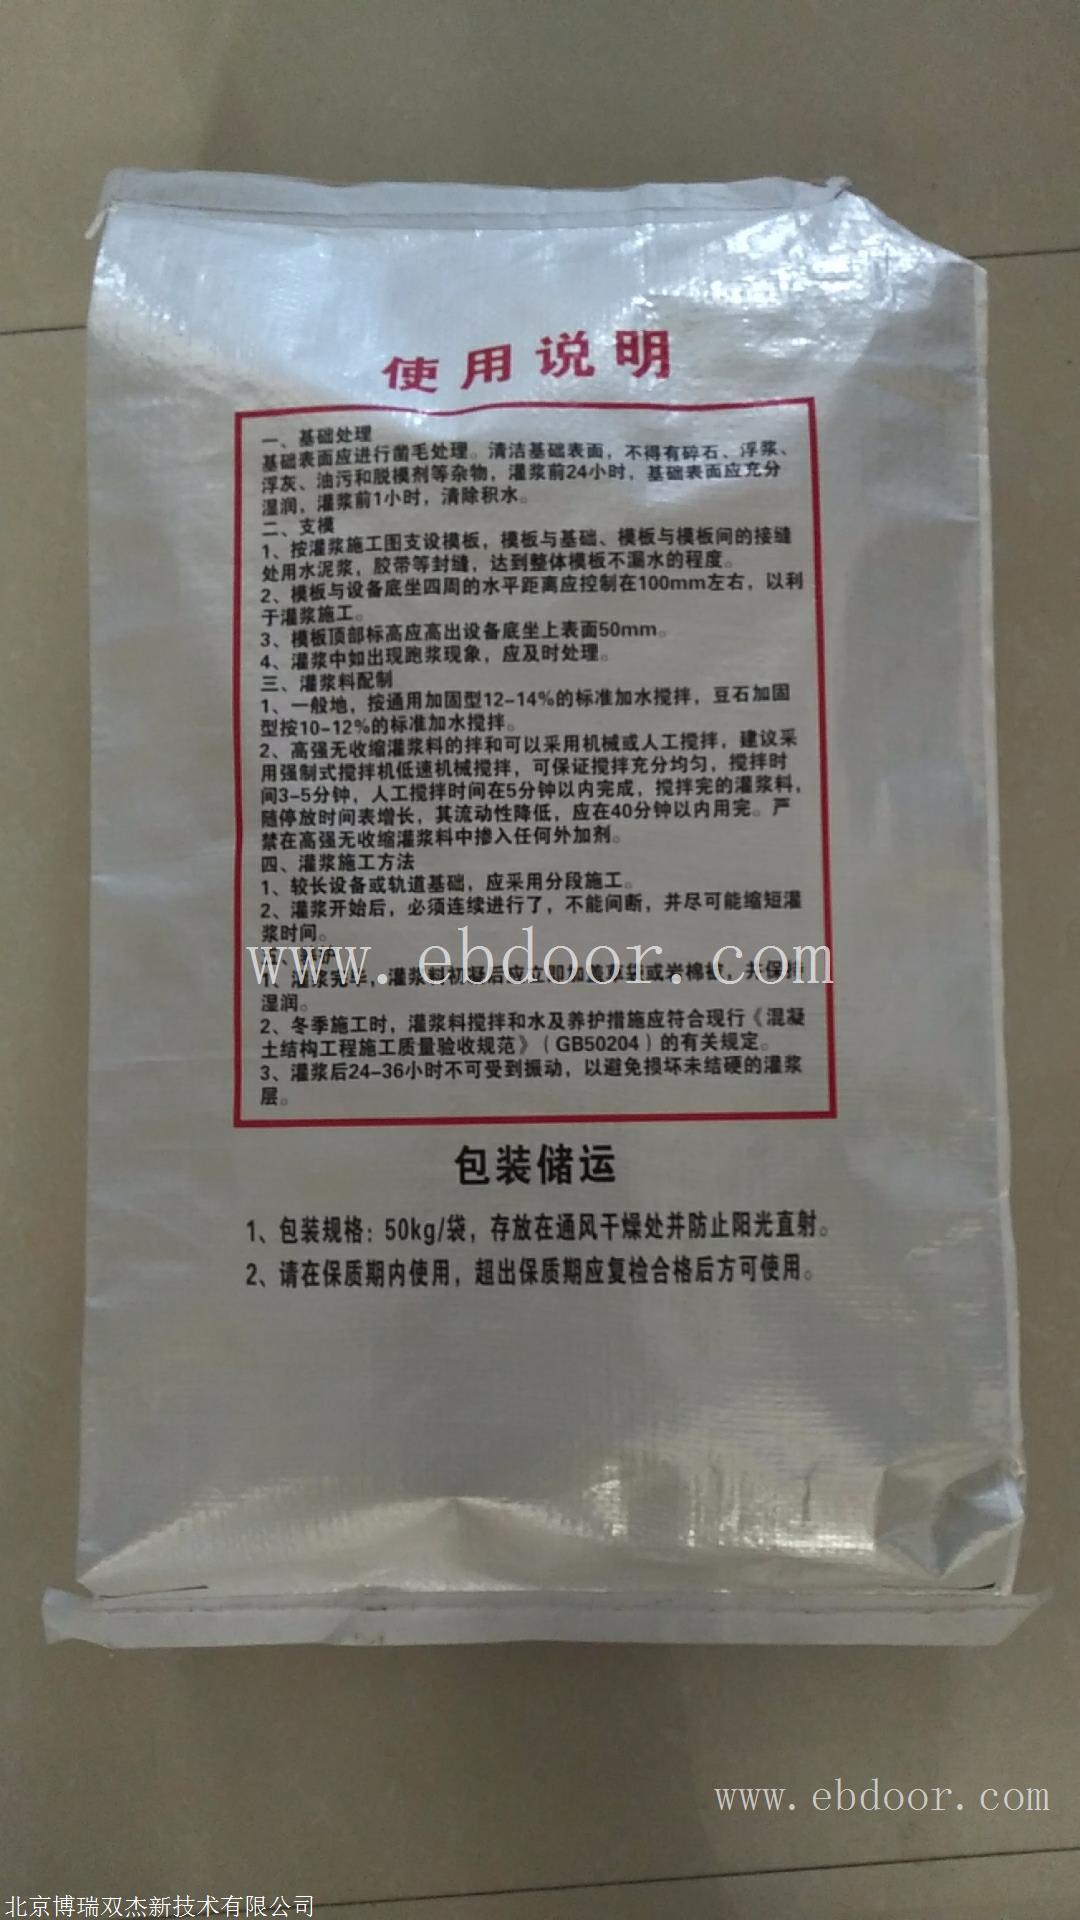 使用说明
一、基础处理
基础表面应进行凿毛处理。清洁基础表面，不得有碎石、浮浆、
浮灰、油污和脱模剂等杂物，灌浆前24小时，基础表面应充分
湿润，灌浆前1小时，清除积水。
二、支模
1、按灌浆施工图支设模板，模板与基础、模板与模板间的接缝
处用水泥浆，胶带等封缝，达到整体模板不漏水的程度。
2、模板与设备底坐四周的水平距离应控制在100mm左右，以利
于灌浆施工。
3、模板顶部标高应高出设备底坐上表面50mm。
4、灌浆中如出现跑浆现象，应及时处理。
三、灌浆料配制
1、一般地，按通用加固型12-14%的标准加水搅拌，豆石加固
型按10-12%的标准加水搅拌。
2、高强无收缩灌浆料的拌和可以采用机械或人工搅拌，建议采
用强制式搅拌机低速机械搅拌，可保证搅拌充分均匀，搅拌时
间3-5分钟，人工搅拌时间在5分钟以内完成，搅拌完的灌浆料，
随停放时间表增长，其流动性降低，应在40分钟以内用完。严
禁在高强无收缩灌浆料中掺入任何外加剂。
四、灌浆施工方法
1、较长设备或轨道基础，应采用分段施工。
2、灌浆开始后，必须连续进行了，不能间断，并尽可能缩短灌
浆时间。
五、养护
www.ebdoor.com
1、灌浆完毕，灌浆料初凝后应立即加盖草袋或岩棉被，并保持
湿润。
2、冬季施工时，灌浆料搅拌和水及养护措施应符合现行《混凝
土结构工程施工质量验收规范》（GB50204）的有关规定。
3、灌浆后24-36小时不可受到振动，以避免损坏未结硬的灌浆
层。
包装储运
1、包装规格：50kg/袋，存放在通风干燥处并防止阳光直射。
2、请在保质期内使用，超出保质期应复检合格后方可使用。
www.ebdoor.com
北京博瑞双杰新技术有限公司